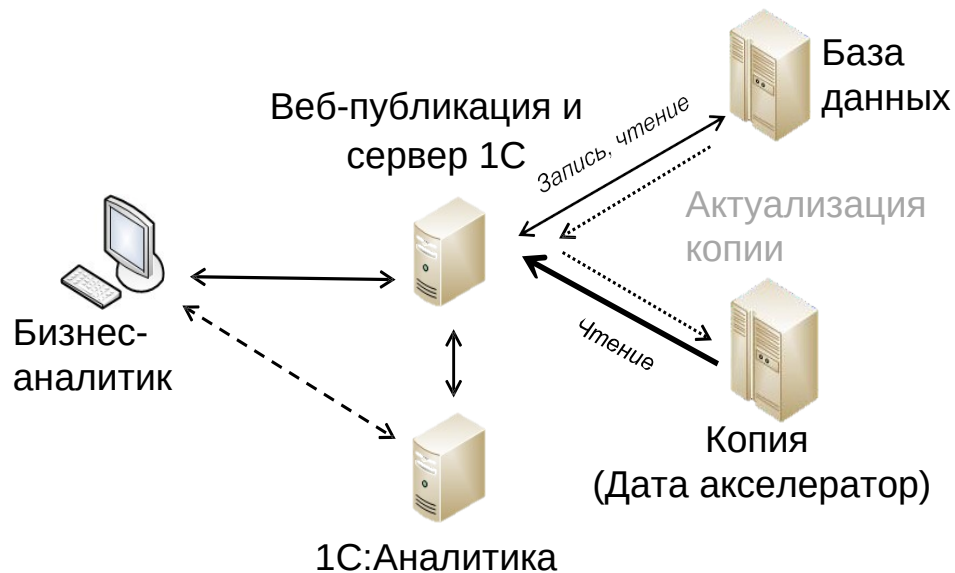 База
данных
Веб-публикация и
сервер 1С
Запись, чтение
Актуализация
копии
Бизнес-
аналитик
Чтение
Копия
(Дата акселератор)
1С:Аналитика